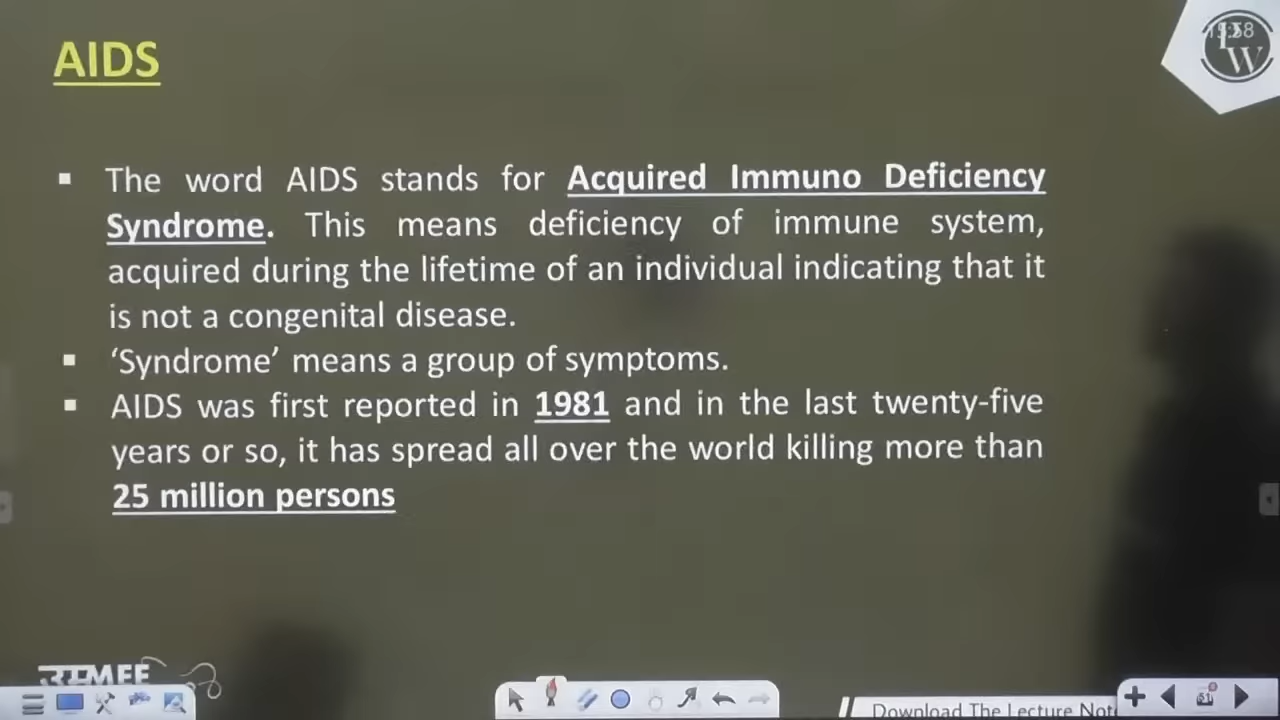 AIDS
▪ The word AIDS stands for Acquired Immuno Deficiency
Syndrome. This means deficiency of immune system,
acquired during the lifetime of an individual indicating that it
is not a congenital disease.
▪ ‘Syndrome’ means a group of symptoms.
▪ AIDS was first reported in 1981 and in the last twenty-five
years or so, it has spread all over the world killing more than
25 million persons
Download The Lecture